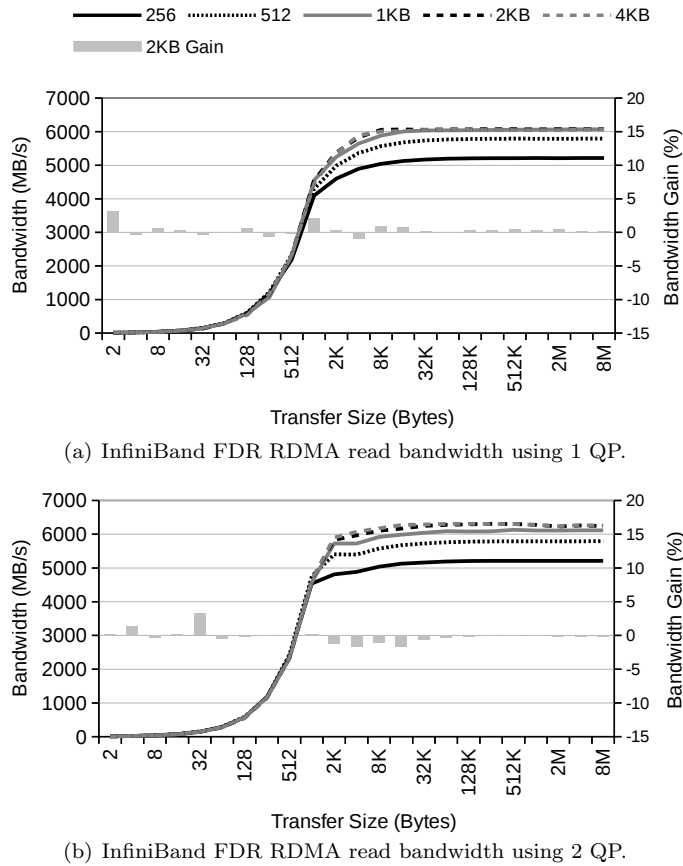 256 512 1KB 2KB 4KB
2KB Gain
7000 20
6000 15
5000 10
4000 5
3000 0
2000 -5
1000 -10
0 -15
Bandwidth (MB/s)
Bandwidth Gain (%)
2 8 32 128 512 2K 8K 32K 128K 512K 2M 8M
Transfer Size (Bytes)
(a) InfiniBand FDR RDMA read bandwidth using 1 QP.
7000 20
6000 15
5000 10
4000 5
3000 0
2000 -5
1000 -10
0 -15
Bandwidth (MB/s)
Bandwidth Gain (%)
2 8 32 128 512 2K 8K 32K 128K 512K 2M 8M
Transfer Size (Bytes)
(b) InfiniBand FDR RDMA read bandwidth using 2 QP.